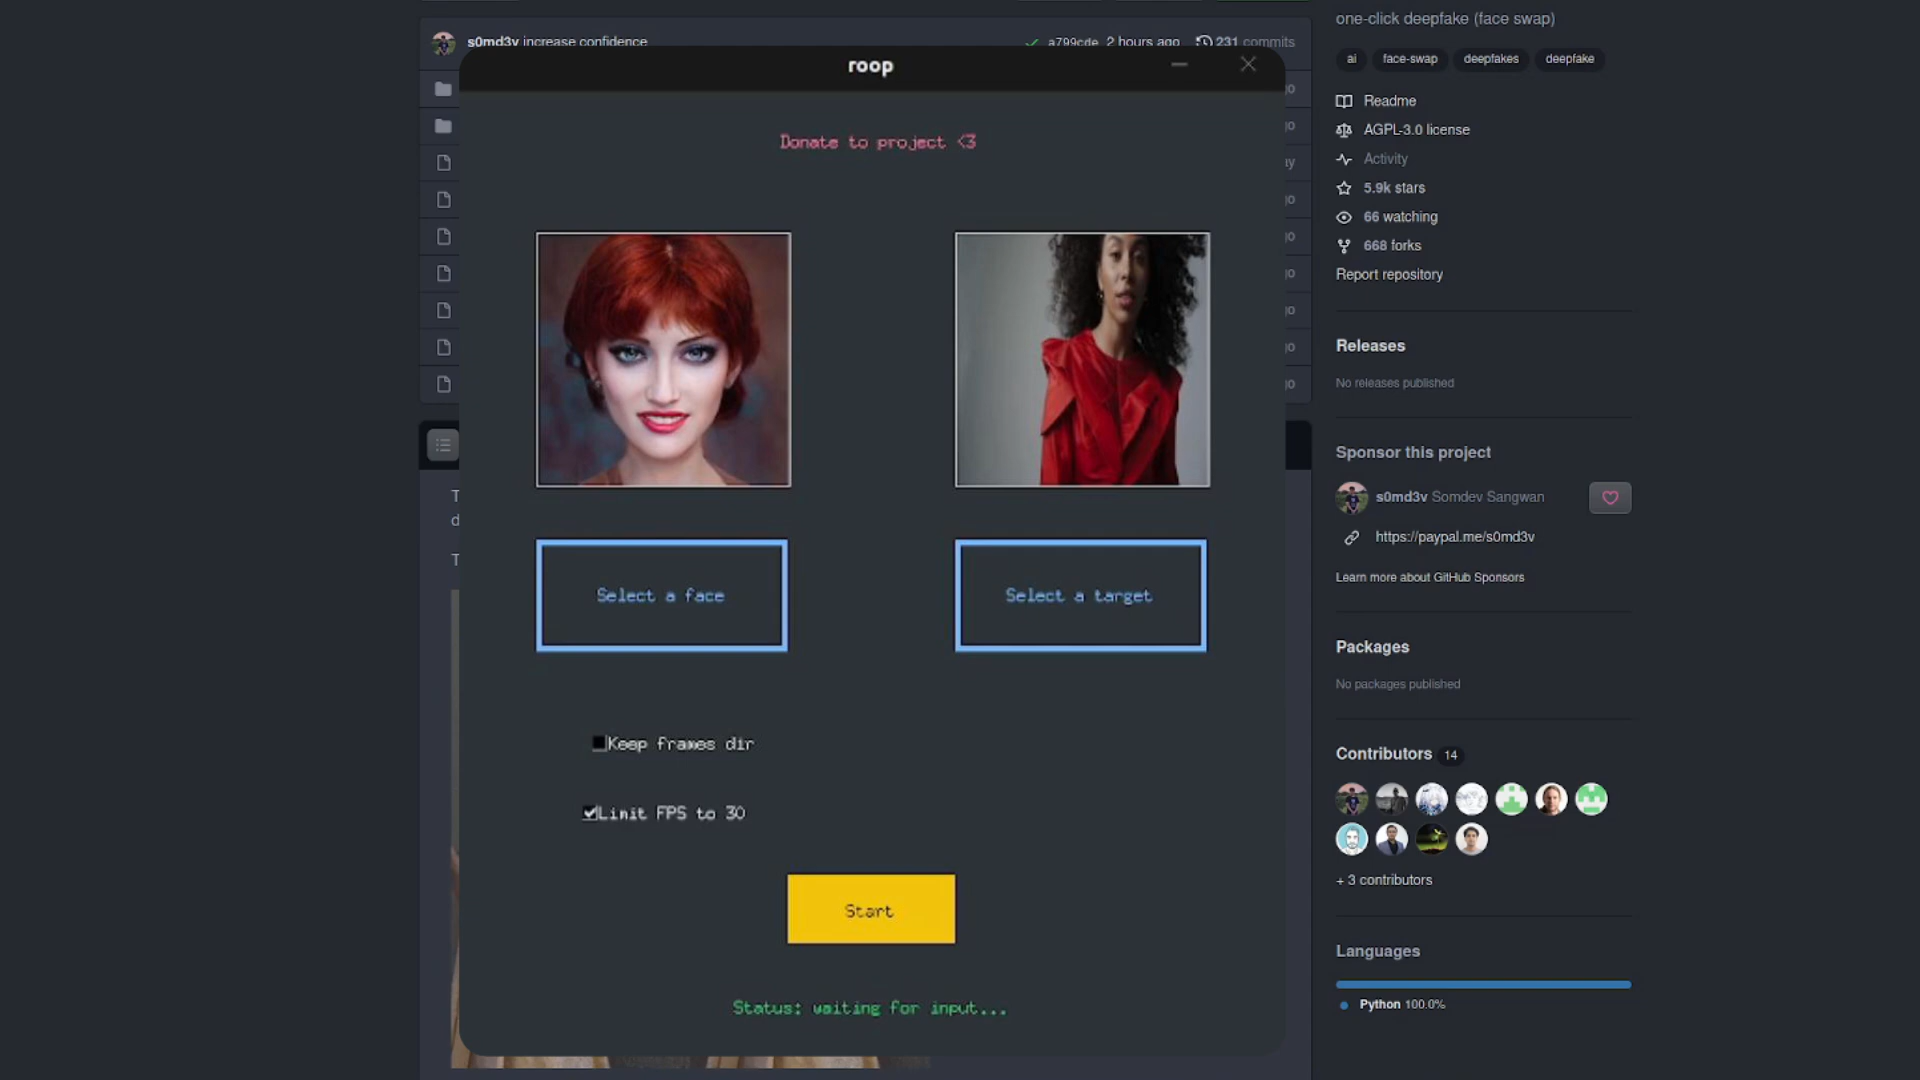 one-click deepfake (face swap)
s0md3v increase confidence
a799cde 2 hours ago 231 commits
ai face-swap deepfakes deepfake
roop
Readme
AGPL-3.0 license
Activity
5.9k stars
66 watching
668 forks
Report repository
Donate to project <3
Select a face
Select a target
Keep frames dir
Limit FPS to 30
Start
Status: waiting for input...
Releases
No releases published
Sponsor this project
s0md3v Somdev Sangwan
https://paypal.me/s0md3v
Learn more about GitHub Sponsors
Packages
No packages published
Contributors 14
+ 3 contributors
Languages
Python 100.0%